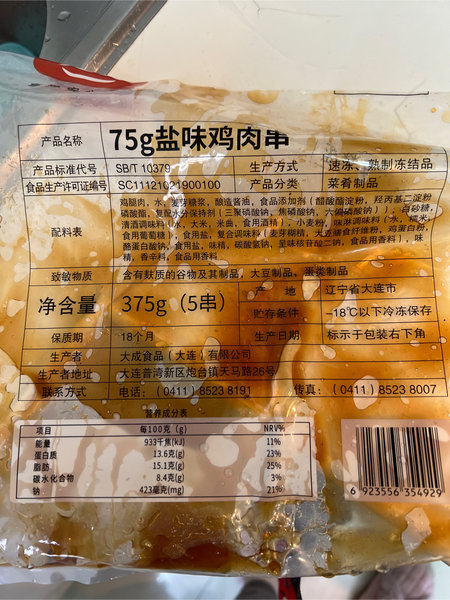 产品名称 75g盐味鸡肉串
产品标准代号 SB/T 10379 生产方式 速冻、熟制冻结品
食品生产许可证编号 SC11121021900100 产品分类 菜肴制品
鸡腿肉，水，麦芽糖浆，酿造酱油，食品添加剂（醋酸酯淀粉，羟丙基二淀粉
磷酸酯，复配水分保持剂（三聚磷酸钠，焦磷酸钠，六偏磷酸钠）），白砂糖，
清酒调味料（水，大米，米曲，食用酒精），小麦粉，味淋调味料（水，糯米，
配料表 食用葡萄糖，食用盐，复合调味料（麦芽糊精，大豆膳食纤维粉，鸡蛋白粉，
酪蛋白酸钠，食用盐，味精，碳酸氢钠，呈味核苷酸二钠，食用香料），味
精，香辛料，食品用香料
致敏物质 含有麸质的谷物及其制品，大豆制品，蛋类制品
净含量 375g（5串） 产 地 辽宁省大连市
贮存条件 -18℃以下冷冻保存
保质期 18个月 生产日期 标示于包装右下角
生产者 大成食品（大连）有限公司
生产者地址 大连普湾新区炮台镇天马路26号
联系方式 电话：（0411）8523 8191 传真：（0411）8523 8007
营养成分表
项目 每100克(g) NRV%
能量 933千焦(kJ) 11%
蛋白质 13.6克(g) 23%
脂肪 15.1克(g) 25%
碳水化合物 8.4克(g) 3%
钠 423毫克(mg) 21%
6 923556 354929